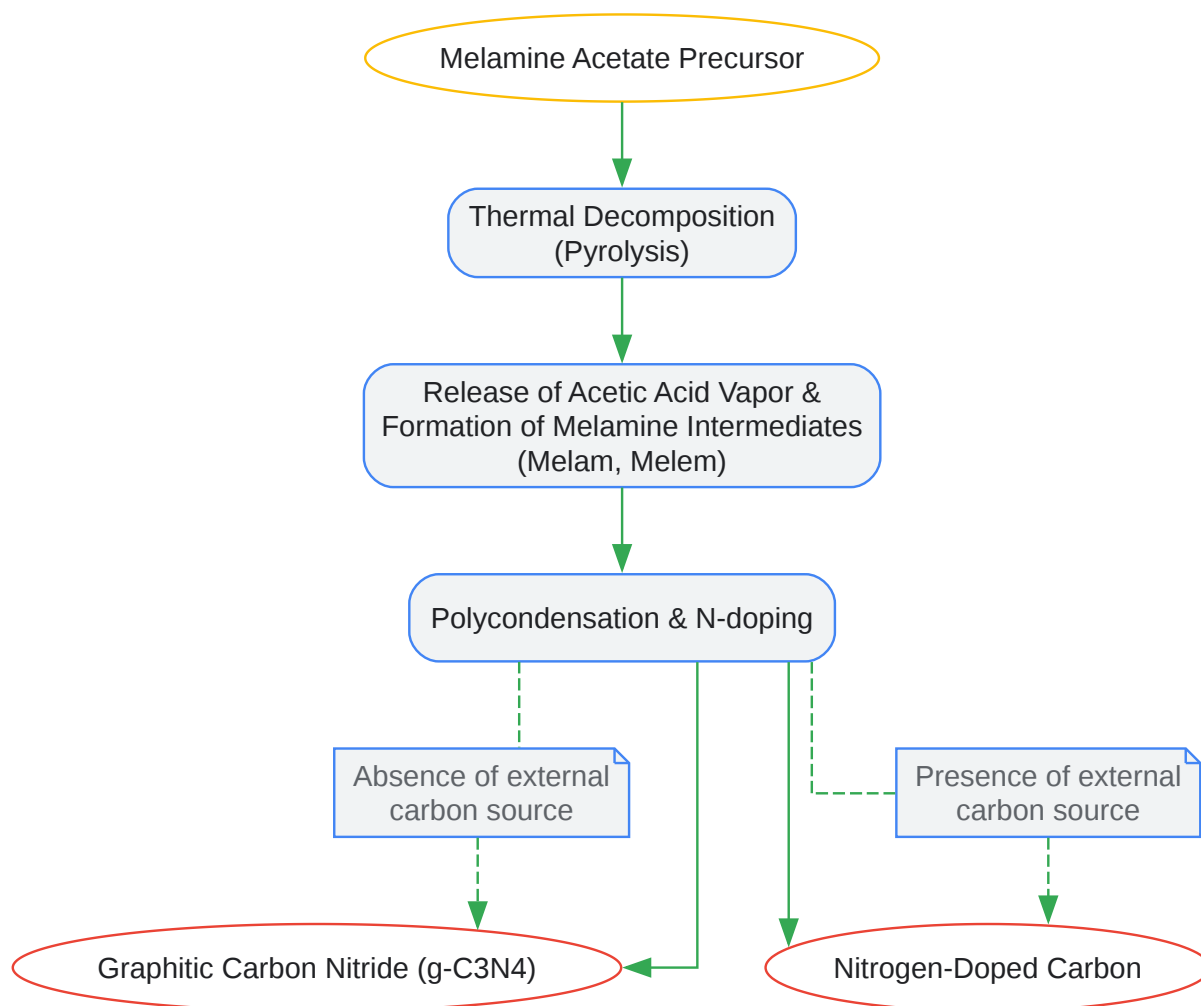 Melamine Acetate Precursor
Thermal Decomposition
(Pyrolysis)
Release of Acetic Acid Vapor &
Formation of Melamine Intermediates
(Melam, Melem)
Polycondensation & N-doping
Absence of external
carbon source
Presence of external
carbon source
Graphitic Carbon Nitride (g-C3N4)
Nitrogen-Doped Carbon